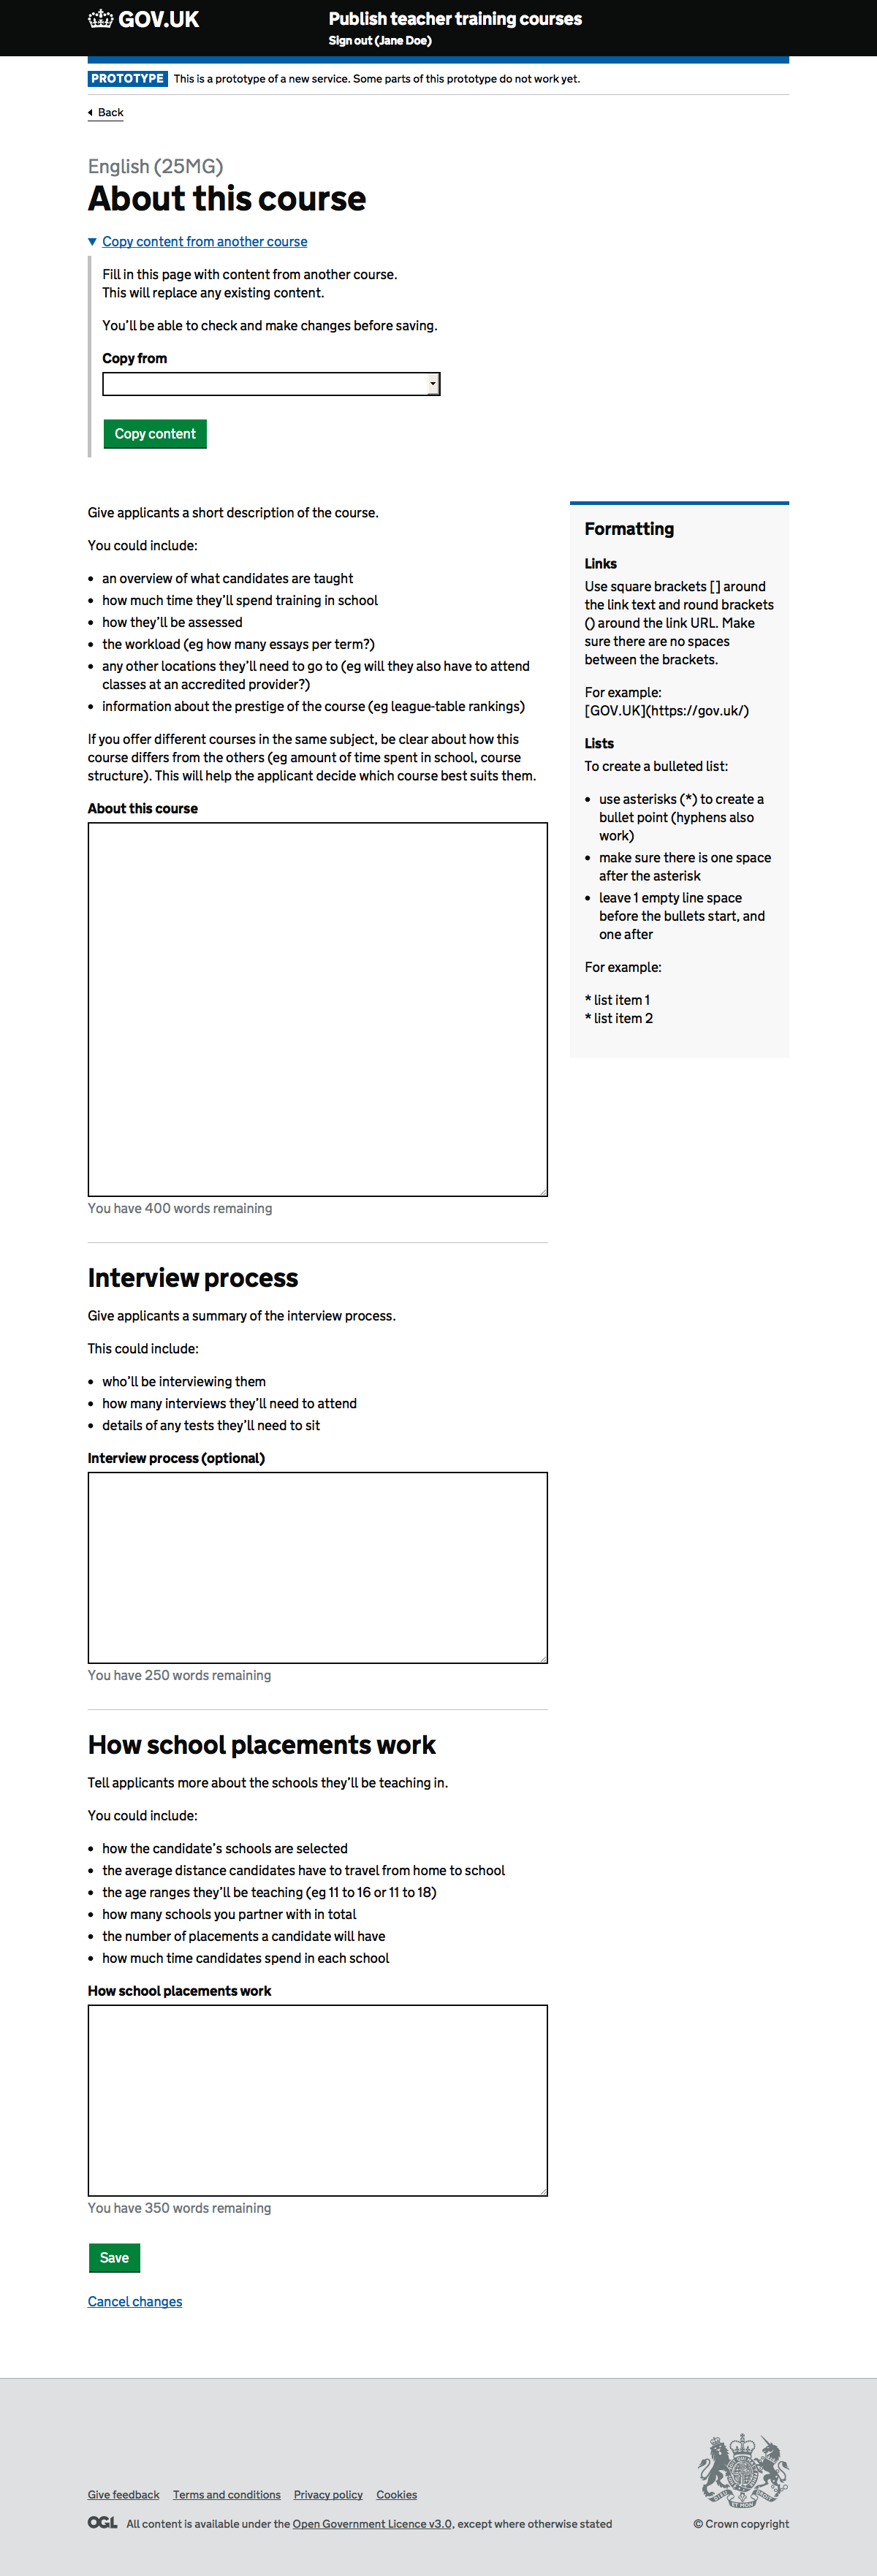 GOV.UK
Publish teacher training courses
Sign out (Jane Doe)
PROTOTYPE This is a prototype of a new service. Some parts of this prototype do not work yet.
Back
English (25MG)
About this course
Copy content from another course
Fill in this page with content from another course.
This will replace any existing content.
You'll be able to check and make changes before saving.
Copy from
Copy content
Give applicants a short description of the course.
You could include:
• an overview of what candidates are taught
• how much time they'll spend training in school
• how they'll be assessed
• the workload (eg how many essays per term?)
• any other locations they'll need to go to (eg will they also have to attend
classes at an accredited provider?)
• information about the prestige of the course (eg league-table rankings)
If you offer different courses in the same subject, be clear about how this
course differs from the others (eg amount of time spent in school, course
structure). This will help the applicant decide which course best suits them.
About this course
You have 400 words remaining
Formatting
Links
Use square brackets [] around
the link text and round brackets
() around the link URL. Make
sure there are no spaces
between the brackets.
For example:
[GOV.UK](https://gov.uk/)
Lists
To create a bulleted list:
• use asterisks (*) to create a
bullet point (hyphens also
work)
• make sure there is one space
after the asterisk
• leave 1 empty line space
before the bullets start, and
one after
For example:
* list item 1
* list item 2
Interview process
Give applicants a summary of the interview process.
This could include:
• who'll be interviewing them
• how many interviews they'll need to attend
• details of any tests they'll need to sit
Interview process (optional)
You have 250 words remaining
How school placements work
Tell applicants more about the schools they'll be teaching in.
You could include:
• how the candidate's schools are selected
• the average distance candidates have to travel from home to school
• the age ranges they'll be teaching (eg 11 to 16 or 11 to 18)
• how many schools you partner with in total
• the number of placements a candidate will have
• how much time candidates spend in each school
How school placements work
You have 350 words remaining
Save
Cancel changes
Give feedback Terms and conditions Privacy policy Cookies
OGL All content is available under the Open Government Licence v3.0, except where otherwise stated
© Crown copyright